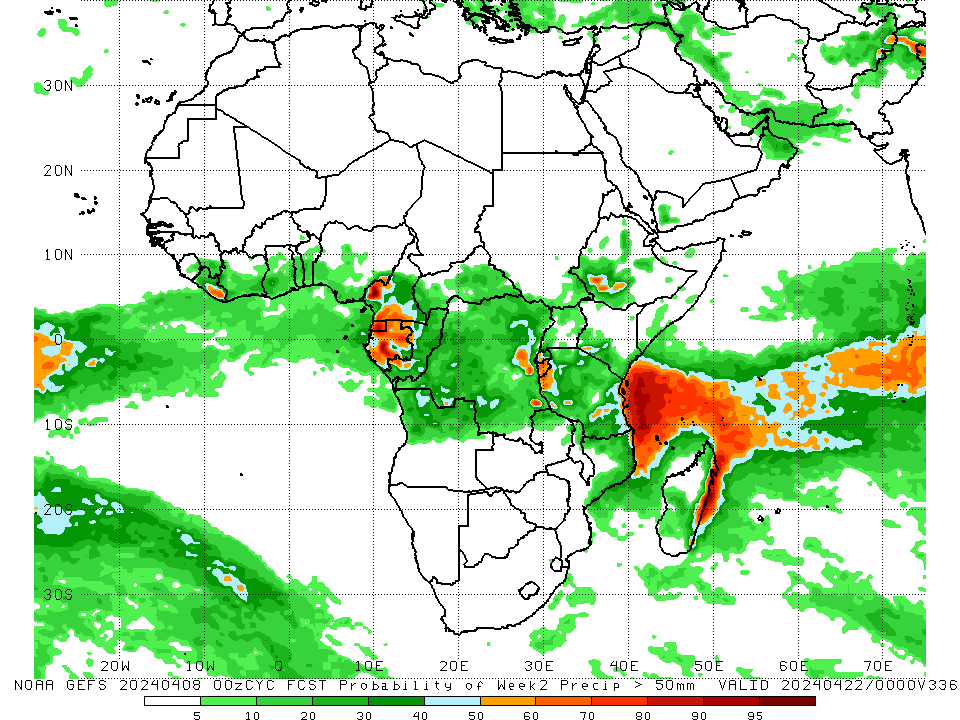 30N
20N
10N
0
10S
20S
30S
20W 10W 0 10E 20E 30E 40E 50E 60E 70E
NOAA GEFS 20240408 00zCYC FCST Probability of Week2 Precip > 50mm VALID 20240422/0000V336
5 10 20 30 40 50 60 70 80 90 95